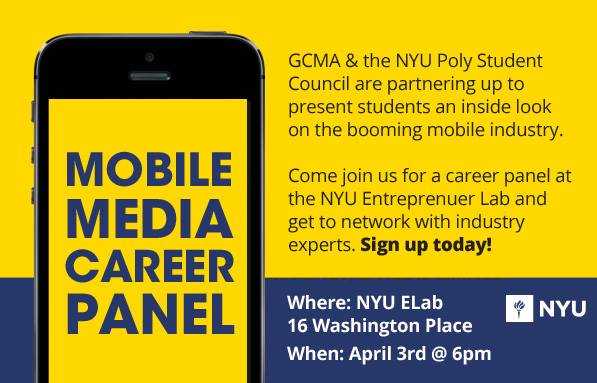 MOBILE
MEDIA
CAREER
PANEL
GCMA & the NYU Poly Student
Council are partnering up to
present students an inside look
on the booming mobile industry.
Come join us for a career panel at
the NYU Entreprenuer Lab and
get to network with industry
experts. Sign up today!
Where: NYU ELab
16 Washington Place
When: April 3rd @ 6pm
NYU